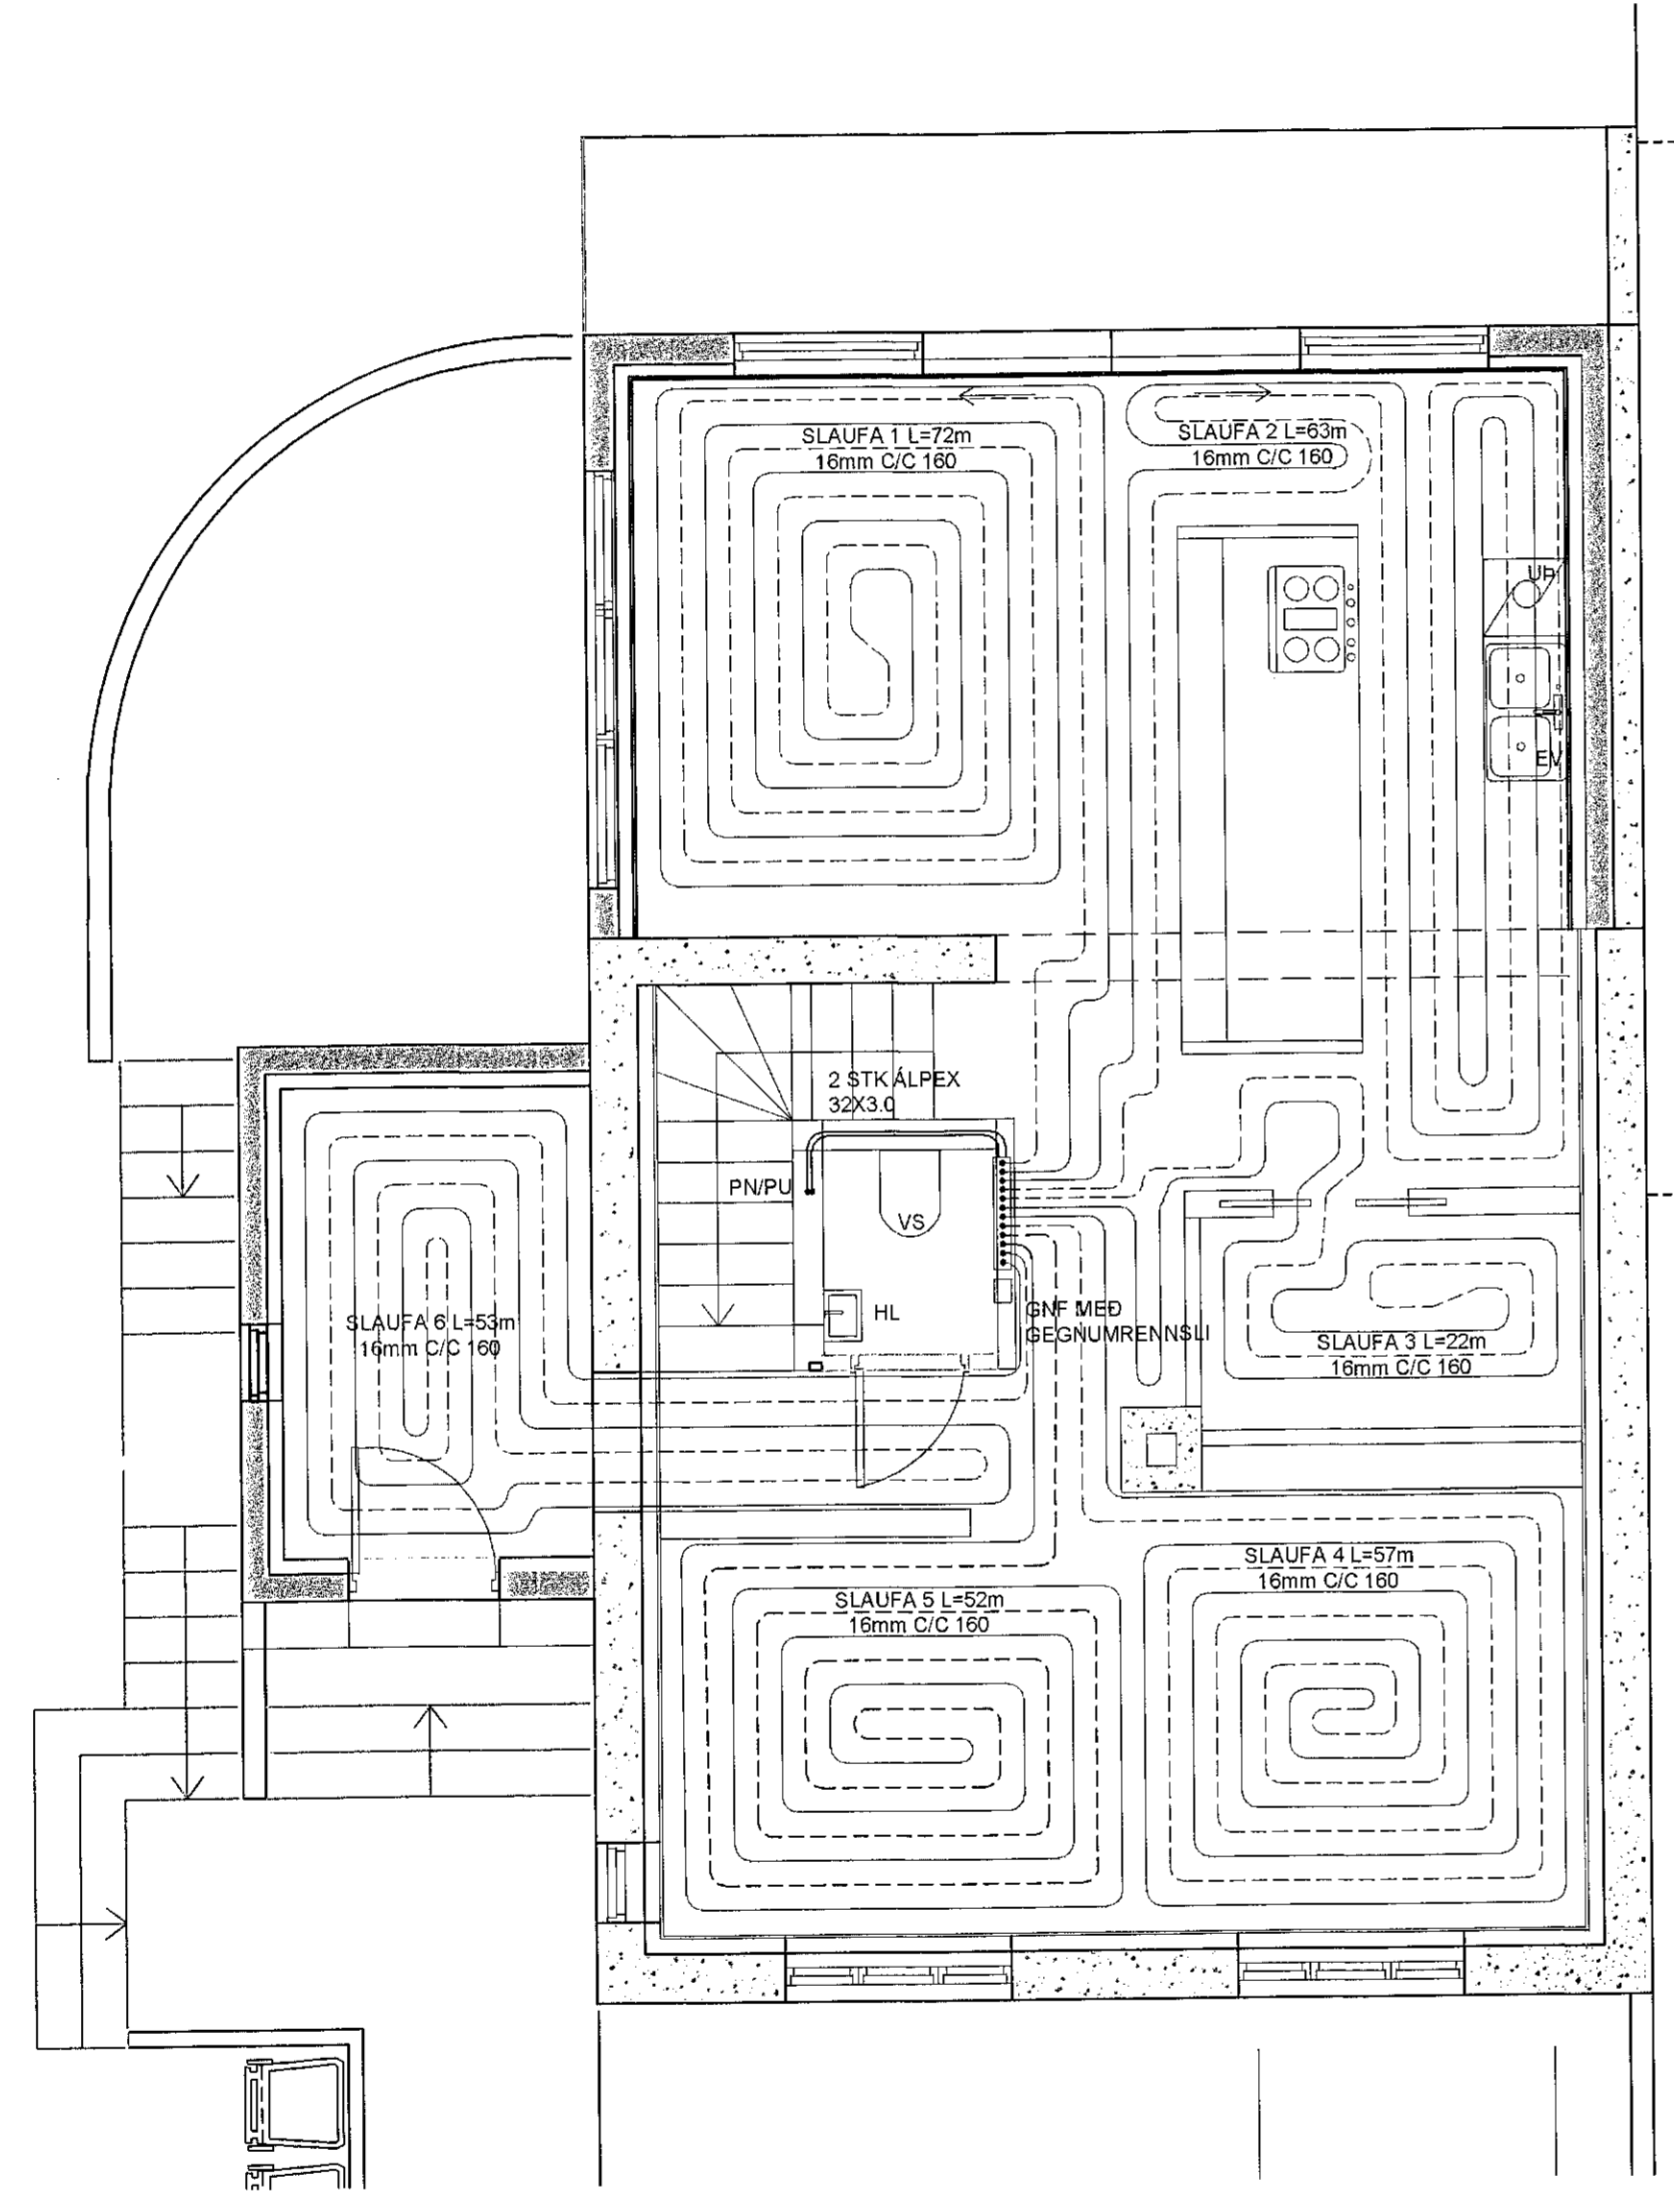 SLAUFA 1 L=72m
16mm C/C 160
SLAUFA 2 L=63m
16mm C/C 160
UÞ
EV
2 STK ÁLPEX
32X3.0
PN/PU
VS
HL
GNF MEÐ
GEGNUMRENNSLI
SLAUFA 3 L=22m
16mm C/C 160
SLAUFA 6 L=53m
16mm C/C 160
SLAUFA 4 L=57m
16mm C/C 160
SLAUFA 5 L=52m
16mm C/C 160